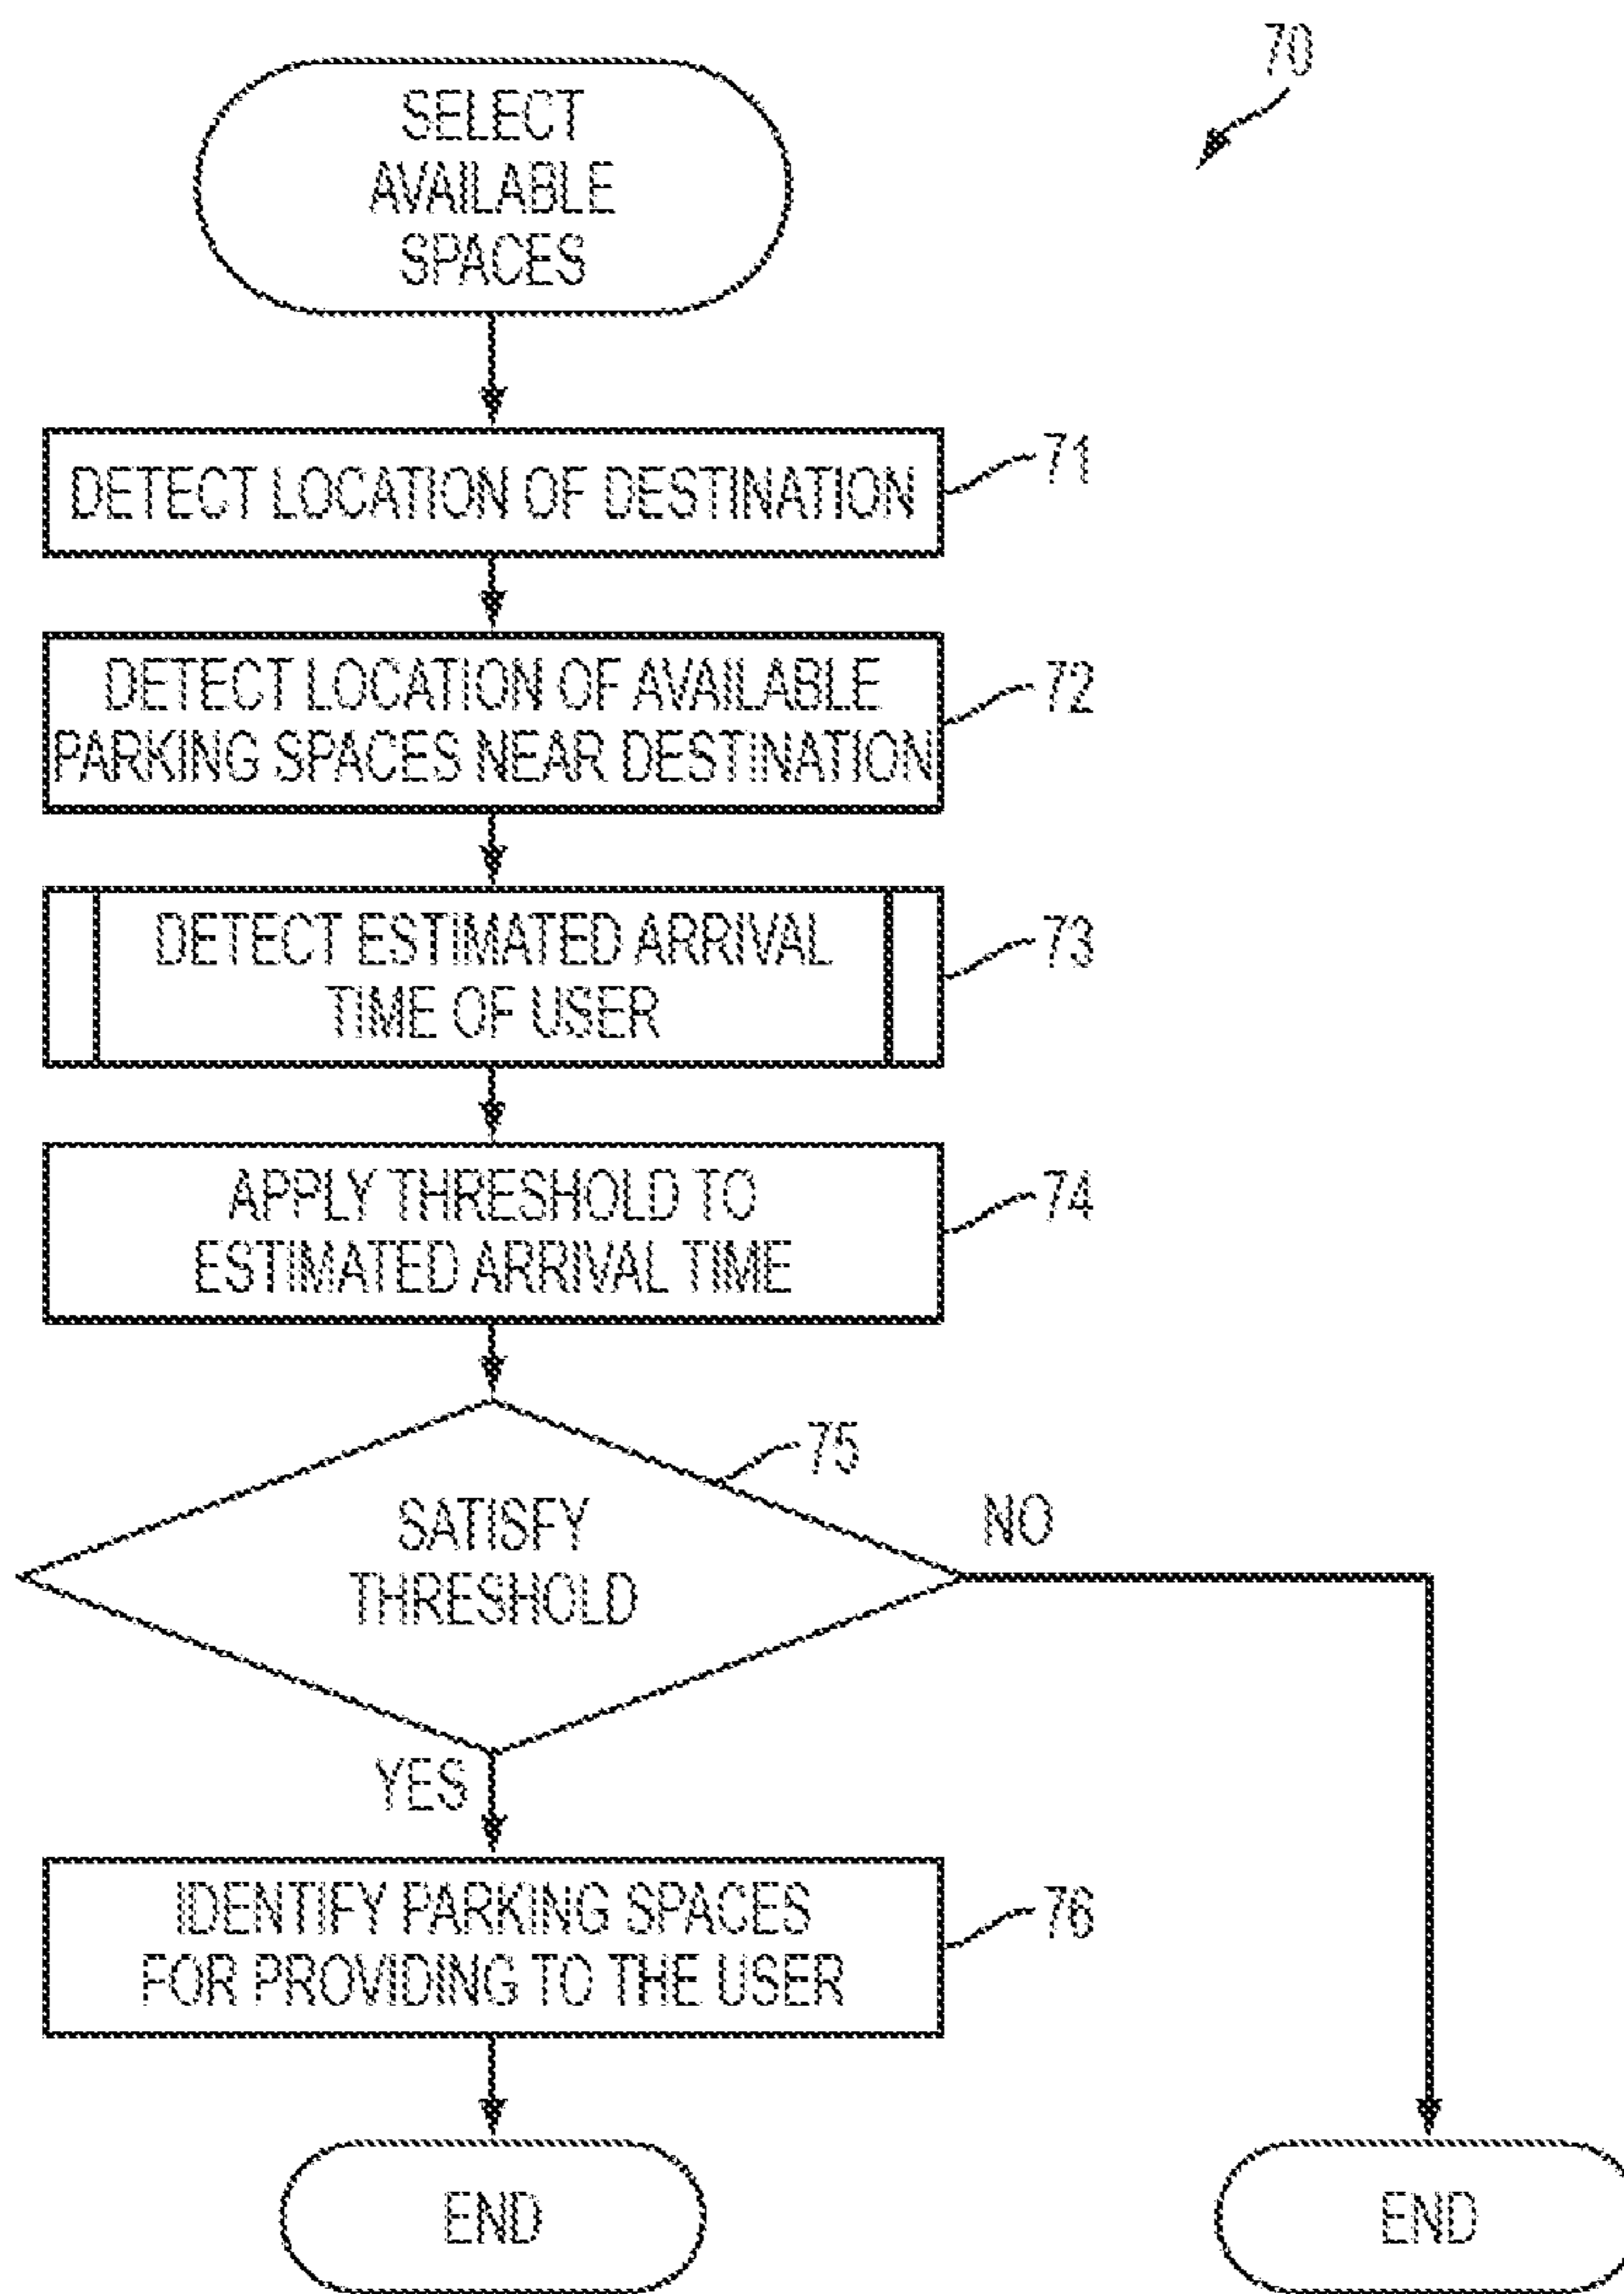 70
SELECT
AVAILABLE
SPACES
DETECT LOCATION OF DESTINATION
71
DETECT LOCATION OF AVAILABLE
PARKING SPACES NEAR DESTINATION
72
DETECT ESTIMATED ARRIVAL
TIME OF USER
73
APPLY THRESHOLD TO
ESTIMATED ARRIVAL TIME
74
75
SATISFY
THRESHOLD
NO
YES
IDENTIFY PARKING SPACES
FOR PROVIDING TO THE USER
76
END
END